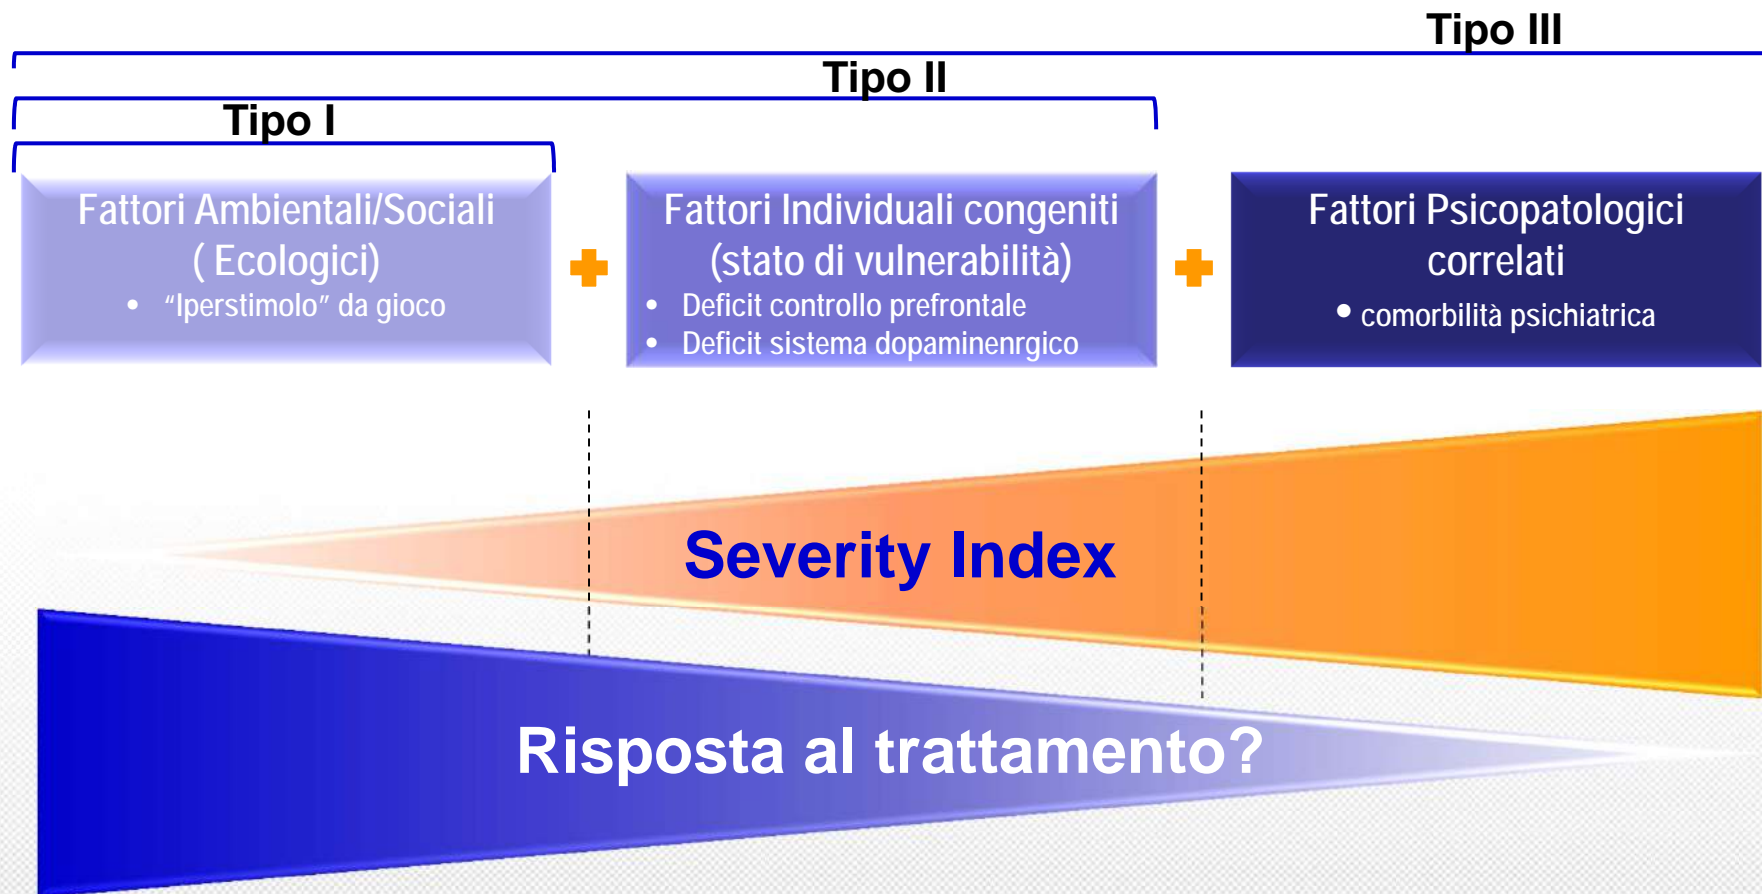 Tipo III
Tipo II
Tipo I
Fattori Ambientali/Sociali
( Ecologici)
• "Iperstimolo" da gioco
Fattori Individuali congeniti
(stato di vulnerabilità)
• Deficit controllo prefrontale
• Deficit sistema dopaminenrgico
Fattori Psicopatologici
correlati
• comorbilità psichiatrica
Severity Index
Risposta al trattamento?